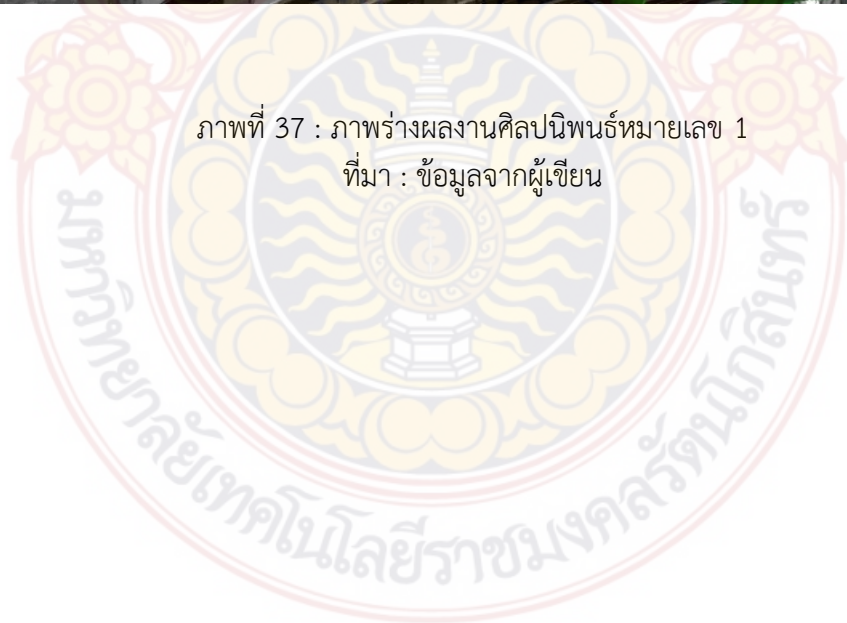 ภาพที่ 37 : ภาพร่างผลงานศิลปนิพนธ์หมายเลข 1
ที่มา : ข้อมูลจากผู้เขียน
มหาวิทยาลัยเทคโนโลยีราชมงคลรัตนโกสินทร์